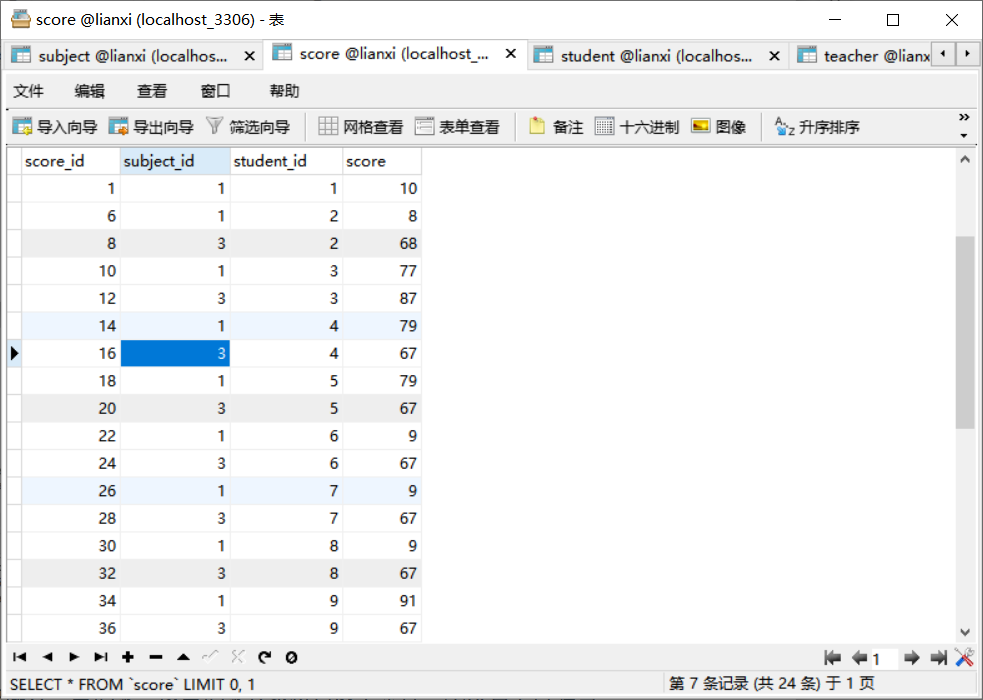 score @lianxi (localhost_3306) - 表
subject @lianxi (localhos... score @lianxi (localhost_... student @lianxi (localhos... teacher @lianx
文件 编辑 查看 窗口 帮助
导入向导 导出向导 筛选向导 网格查看 表单查看 备注 十六进制 图像 升序排序
score_id subject_id student_id score
1 1 1 10
6 1 2 8
8 3 2 68
10 1 3 77
12 3 3 87
14 1 4 79
16 3 4 67
18 1 5 79
20 3 5 67
22 1 6 9
24 3 6 67
26 1 7 9
28 3 7 67
30 1 8 9
32 3 8 67
34 1 9 91
36 3 9 67
1
SELECT * FROM `score` LIMIT 0, 1 第 7 条记录 (共 24 条) 于 1 页